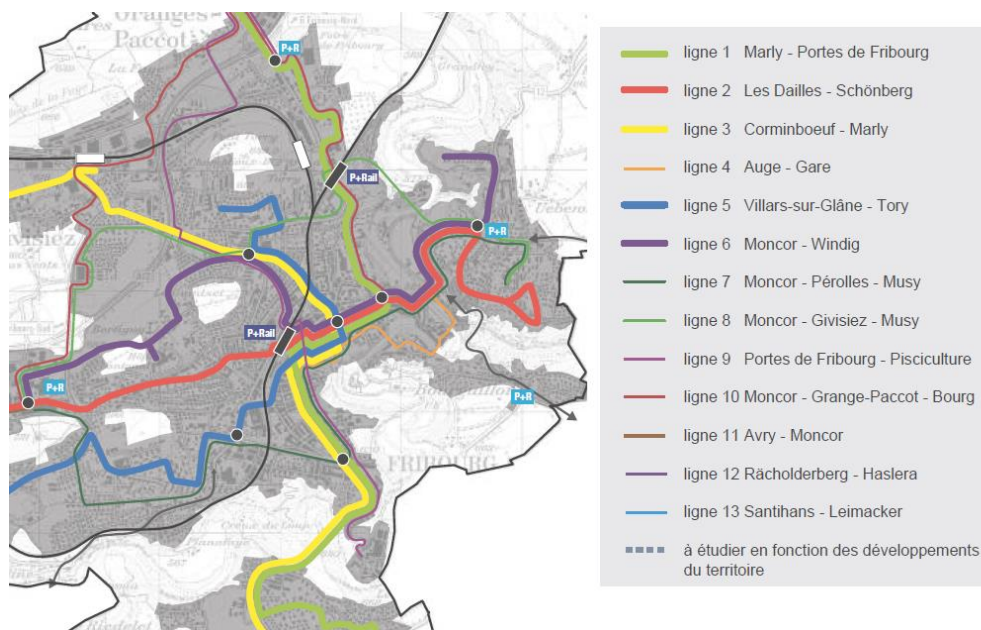 Oranges-
Paccot
P+R
P+Rail
P+R
P+Rail
P+R
P+R
FRIBOURG
ligne 1 Marly - Portes de Fribourg
ligne 2 Les Dailles - Schönberg
ligne 3 Corminboeuf - Marly
ligne 4 Auge - Gare
ligne 5 Villars-sur-Glâne - Tory
ligne 6 Moncor - Windig
ligne 7 Moncor - Pérolles - Musy
ligne 8 Moncor - Givisiez - Musy
ligne 9 Portes de Fribourg - Pisciculture
ligne 10 Moncor - Grange-Paccot - Bourg
ligne 11 Avry - Moncor
ligne 12 Rächolderberg - Haslera
ligne 13 Santihans - Leimacker
à étudier en fonction des développements
du territoire